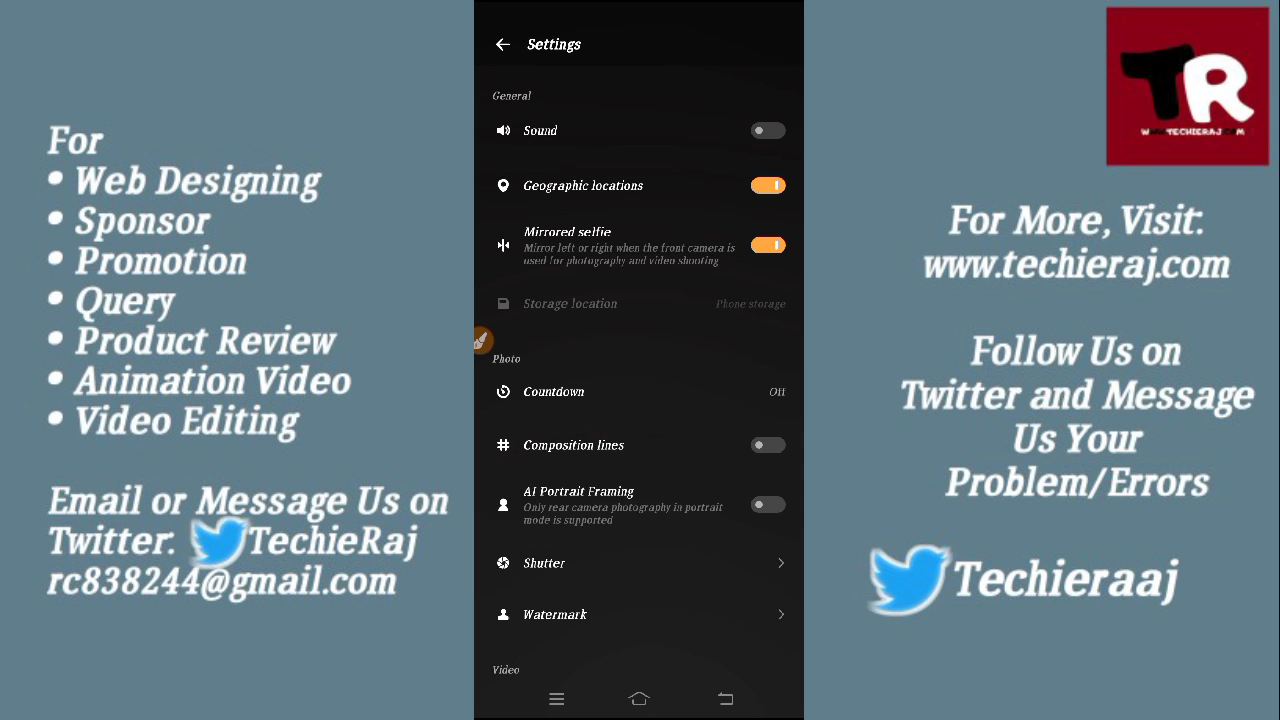 For
• Web Designing
• Sponsor
• Promotion
• Query
• Product Review
• Animation Video
• Video Editing
Email or Message Us on
Twitter. TechieRaj
rc838244@gmail.com
Settings
General
Sound
Geographic locations
Mirrored selfie
Mirror left or right when the front camera is
used for photography and video shooting
Storage location Phone storage
Photo
Countdown Off
Composition lines
AI Portrait Framing
Only rear camera photography in portrait
mode is supported
Shutter
Watermark
Video
TR
WWW.TECHIERAJ.COM
For More, Visit:
www.techieraj.com
Follow Us on
Twitter and Message
Us Your
Problem/Errors
Techieraaj